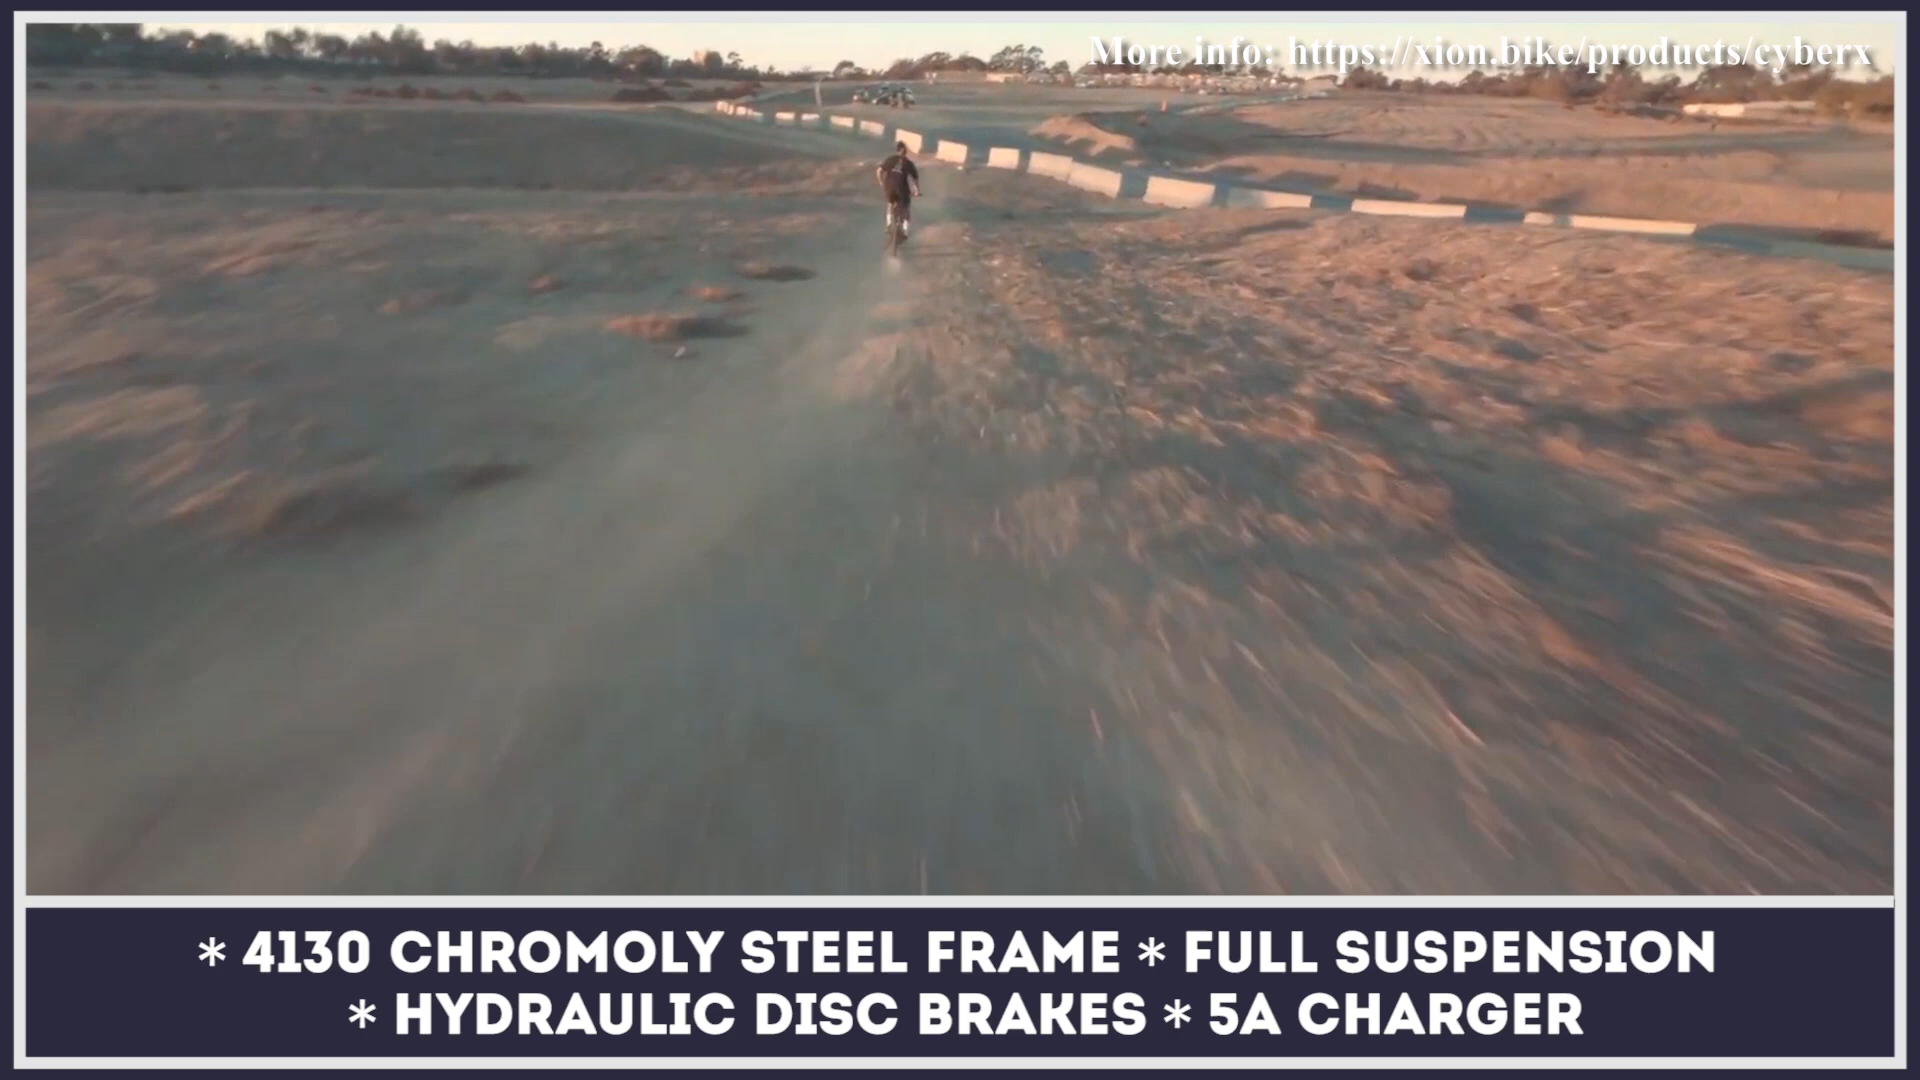 More info: https://xion.bike/products/cyberx
* 4130 CHROMOLY STEEL FRAME * FULL SUSPENSION
* HYDRAULIC DISC BRAKES * 5A CHARGER